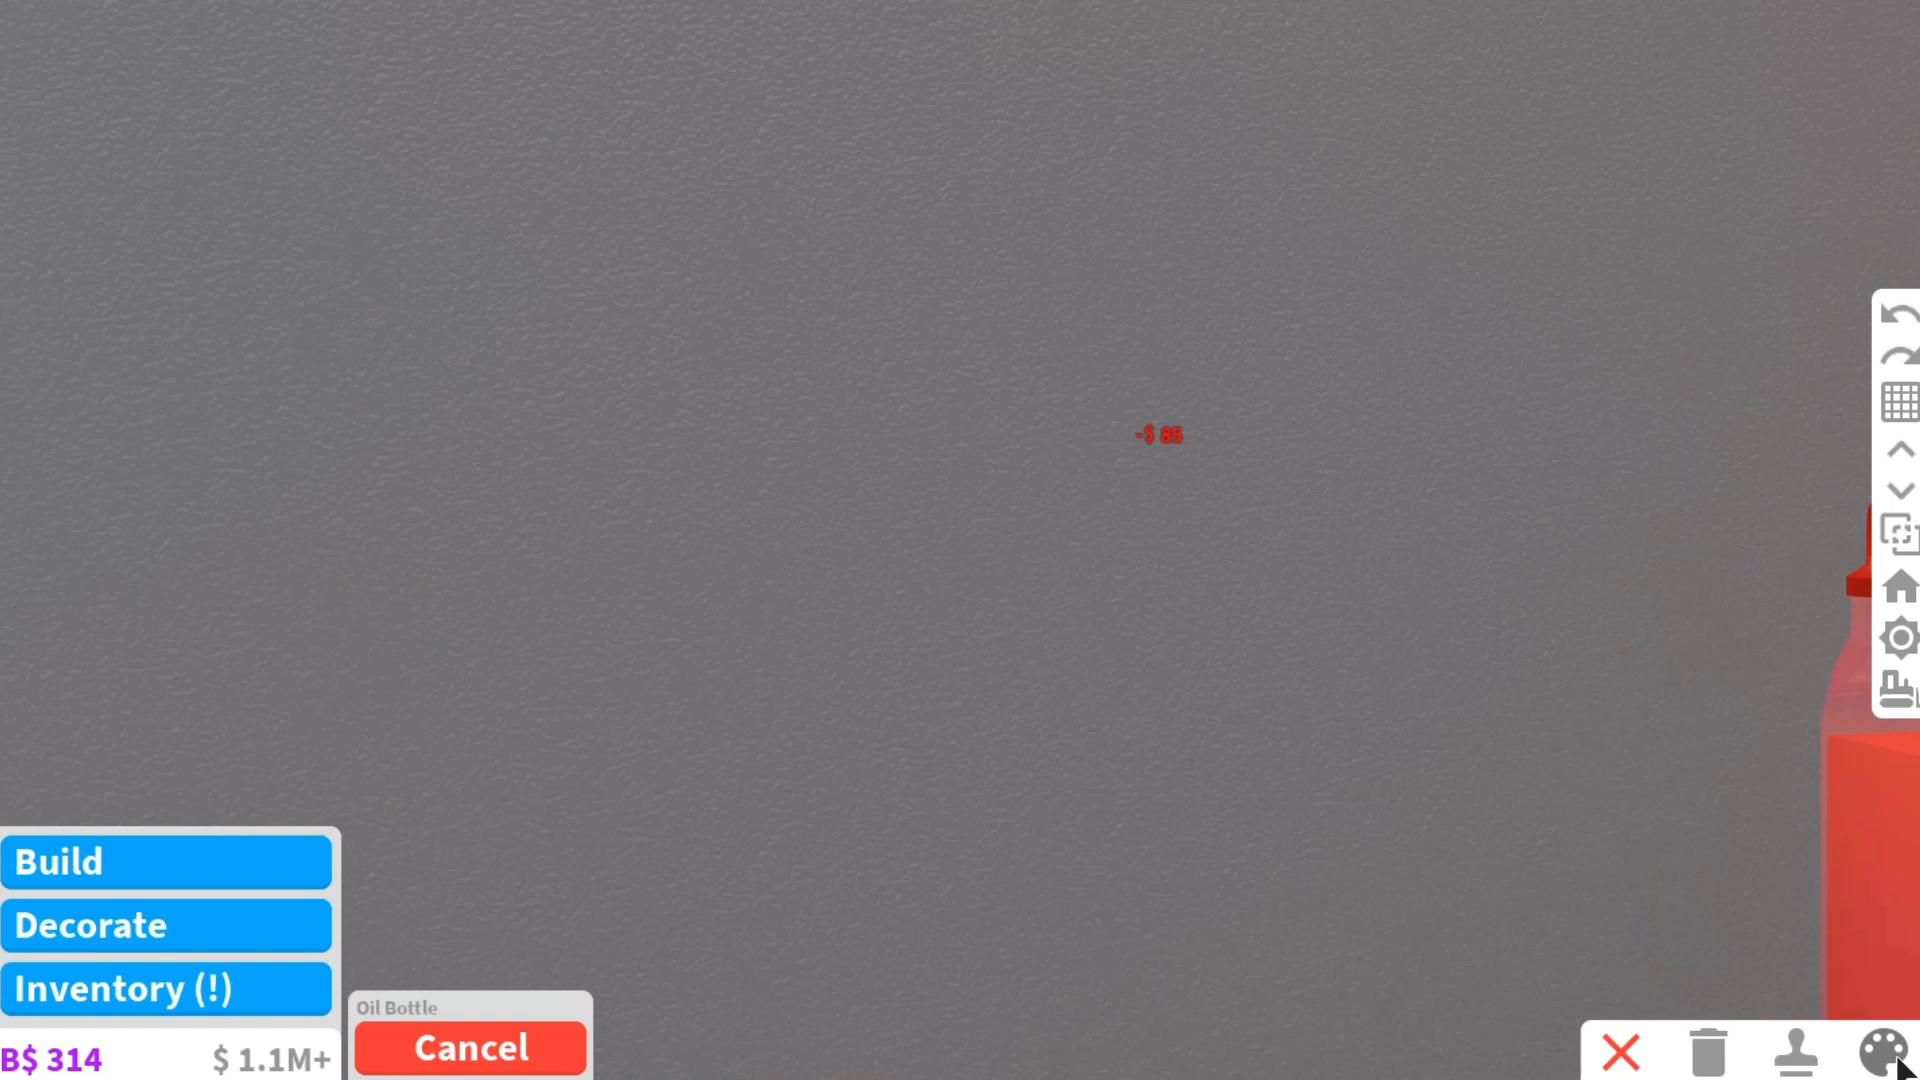 -$ 85
Build
Decorate
Inventory (!)
B$ 314
$ 1.1M+
Oil Bottle
Cancel